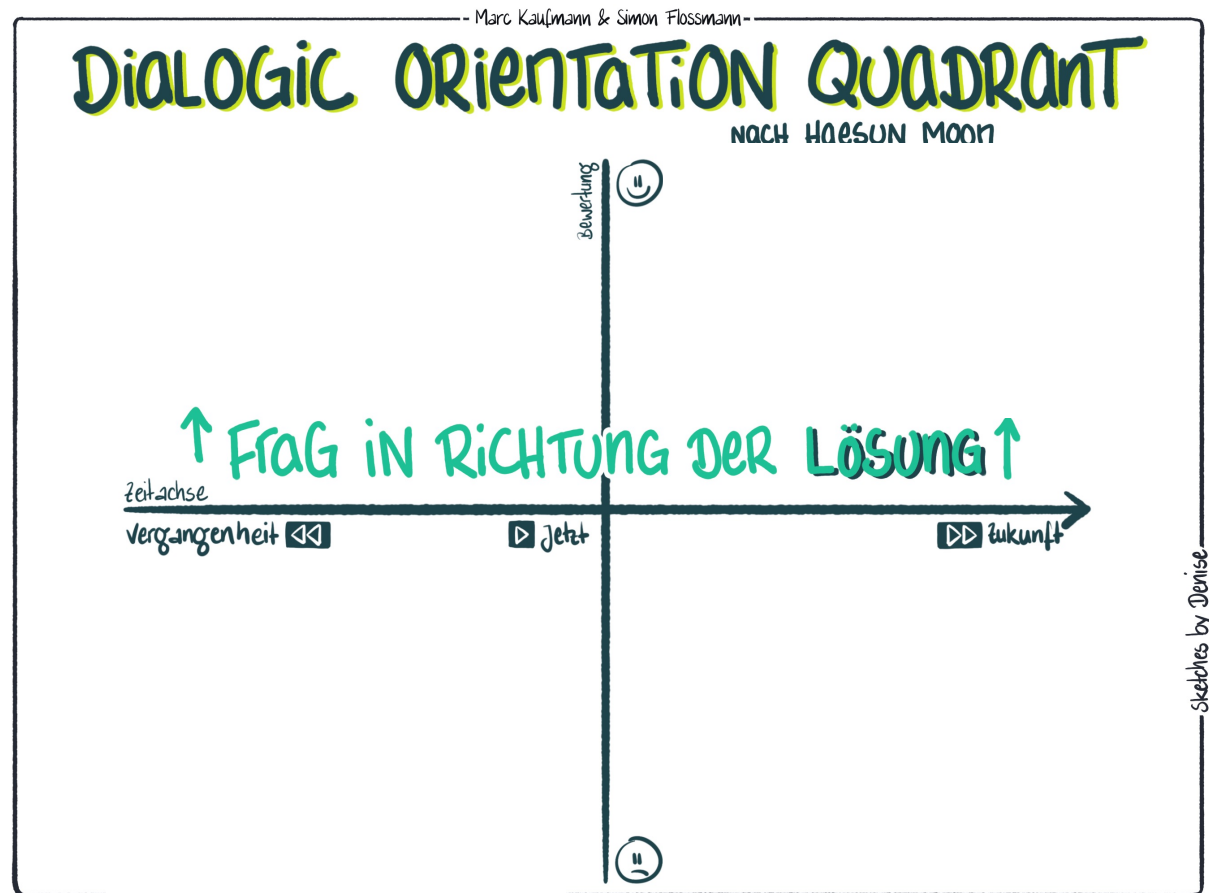 Marc Kaufmann & Simon Flossmann
DiALOGiC ORienTaTiON QUaDRanT
nach Haesun Moon
Bewertung
↑ Frag in Richtung der Lösung ↑
Zeitachse
Vergangenheit
Jetzt
Zukunft
Sketches by Denise